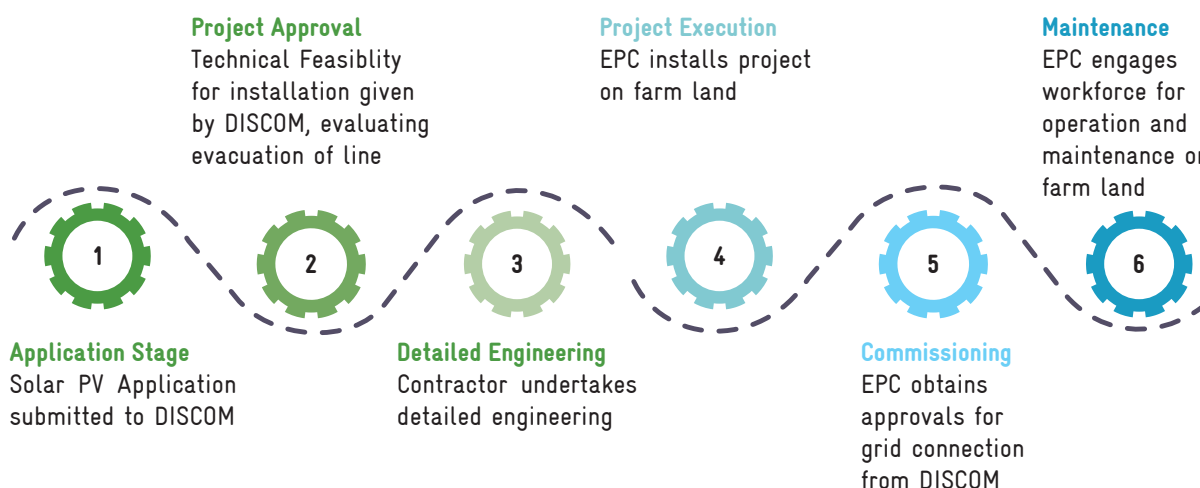 Project Approval
Technical Feasiblity
for installation given
by DISCOM, evaluating
evacuation of line
Project Execution
EPC installs project
on farm land
Maintenance
EPC engages
workforce for
operation and
maintenance
farm land
1
2
3
4
5
6
Application Stage
Solar PV Application
submitted to DISCOM
Detailed Engineering
Contractor undertakes
detailed engineering
Commissioning
EPC obtains
approvals for
grid connection
from DISCOM